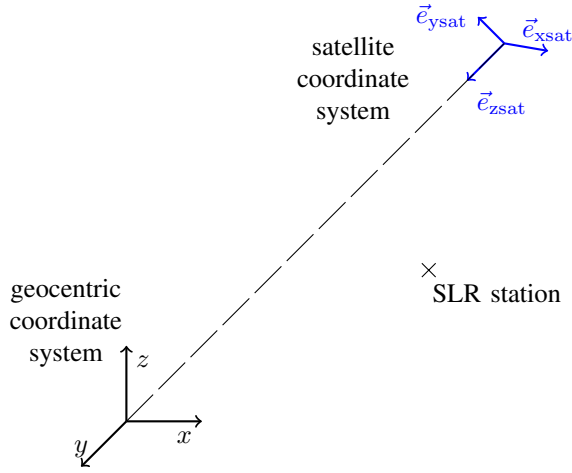 satellite
coordinate
system
e⃗ysat
e⃗xsat
e⃗zsat
SLR station
geocentric
coordinate
system
z
x
y